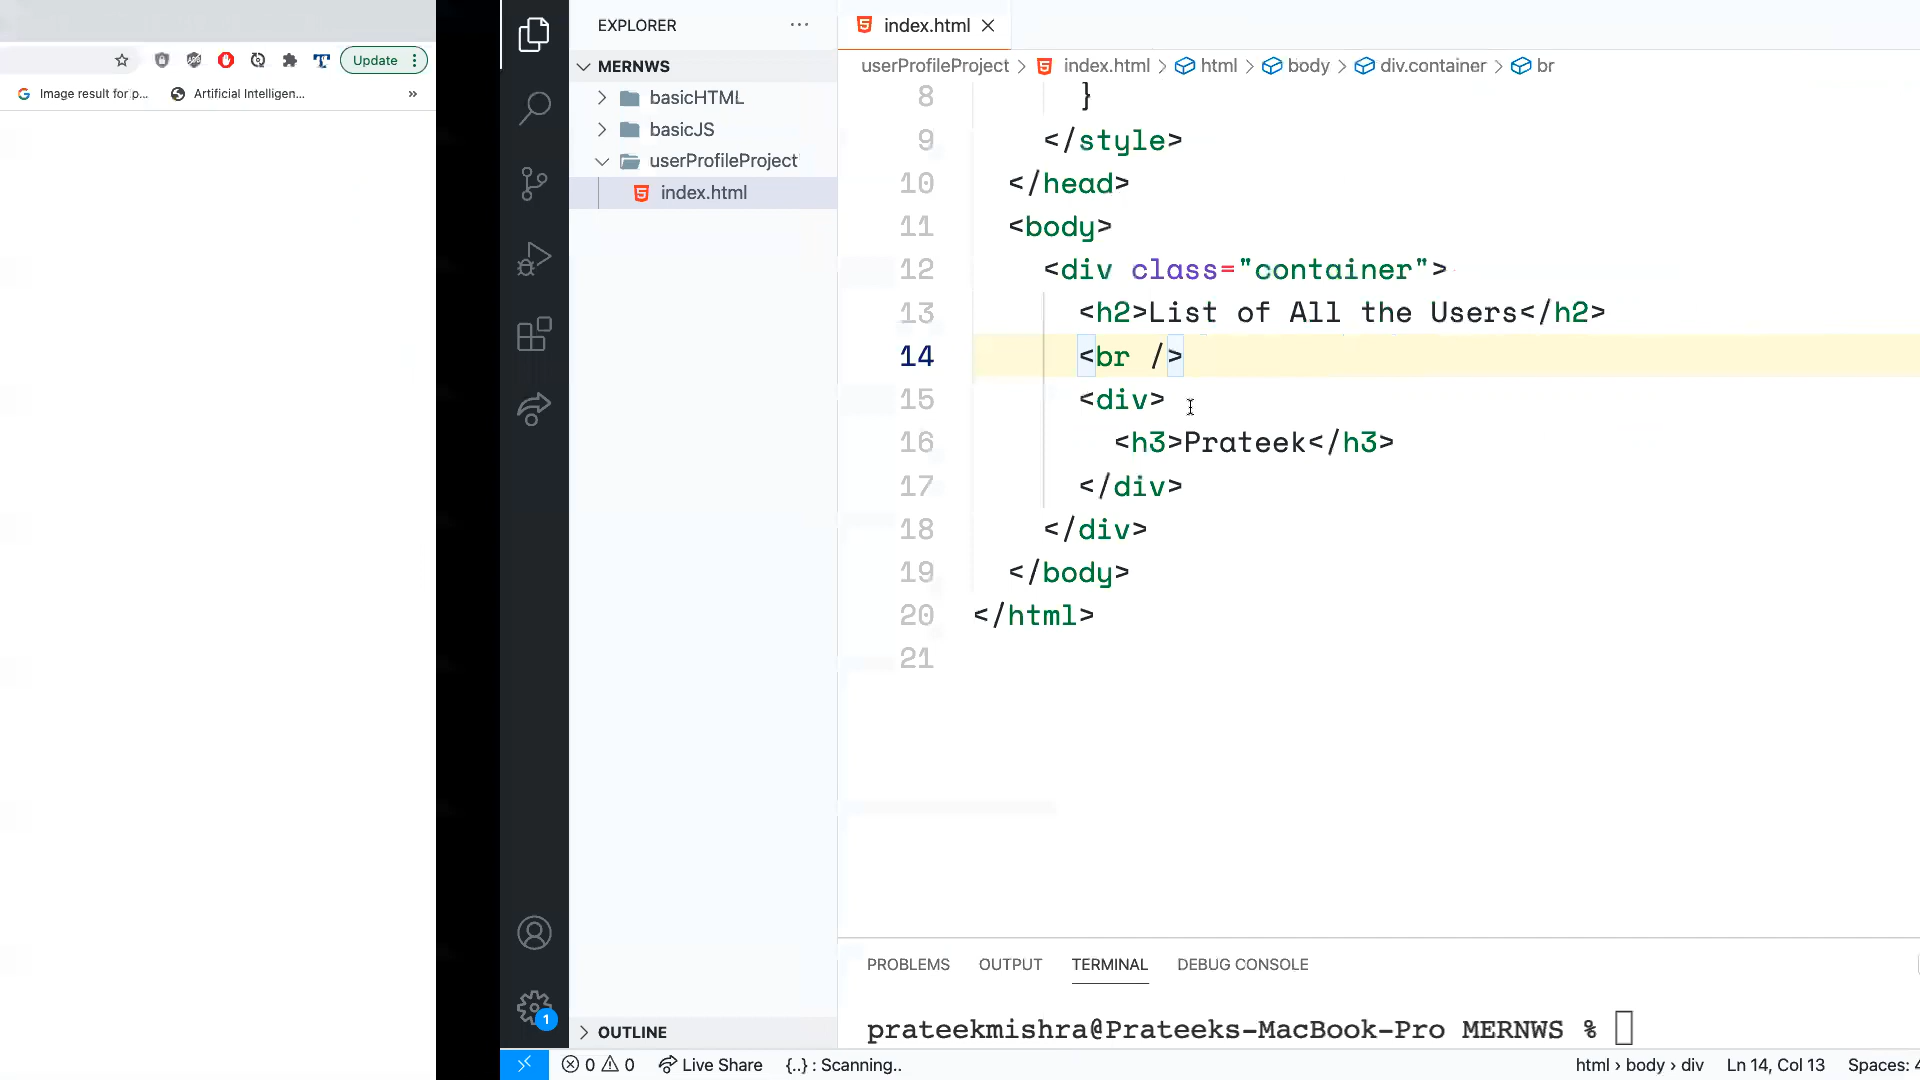 Update
Image result for p...
Artificial Intelligen...
»
EXPLORER
MERNWS
basicHTML
basicJS
userProfileProject
index.html
OUTLINE
index.html
userProfileProject > index.html > html > body > div.container > br
8 }
9 </style>
10 </head>
11 <body>
12 <div class="container">
13 <h2>List of All the Users</h2>
14 <br />
15 <div>
16 <h3>Prateek</h3>
17 </div>
18 </div>
19 </body>
20 </html>
21
PROBLEMS OUTPUT TERMINAL DEBUG CONSOLE
prateekmishra@Prateeks-MacBook-Pro MERNWS %
1
0 0 Live Share {..} : Scanning.. html › body › div Ln 14, Col 13 Spaces: